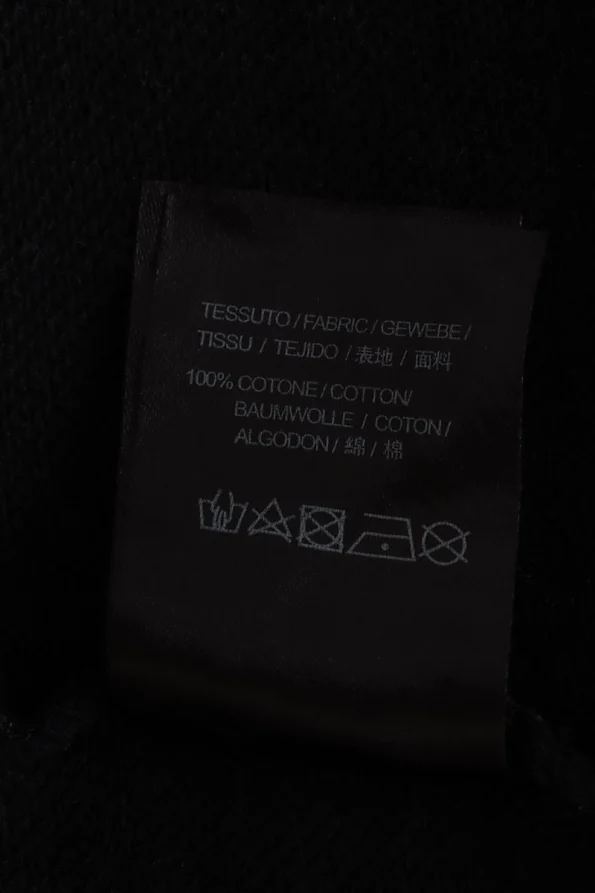 TESSUTO / FABRIC / GEWEBE /
TISSU / TEJIDO / 表地 / 面料
100% COTONE / COTTON/
BAUMWOLLE / COTON /
ALGODON / 綿 / 棉